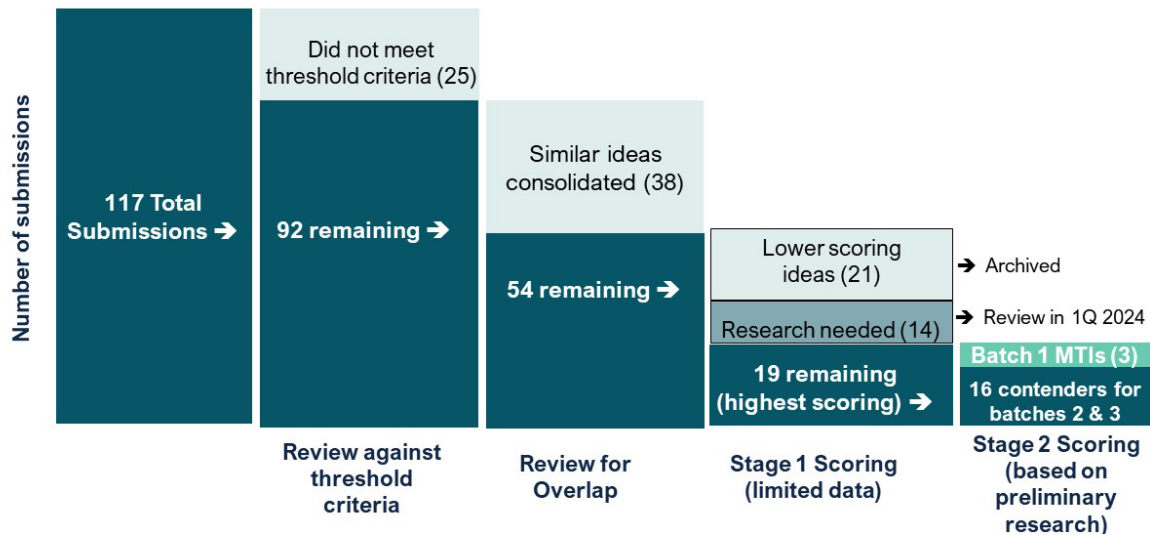 Number of submissions
117 Total
Submissions ➔
Did not meet
threshold criteria (25)
92 remaining ➔
Review against
threshold
criteria
Similar ideas
consolidated (38)
54 remaining ➔
Review for
Overlap
Lower scoring
ideas (21)
➔ Archived
Research needed (14)
➔ Review in 1Q 2024
19 remaining
(highest scoring) ➔
Stage 1 Scoring
(limited data)
Batch 1 MTIs (3)
16 contenders for
batches 2 & 3
Stage 2 Scoring
(based on
preliminary
research)